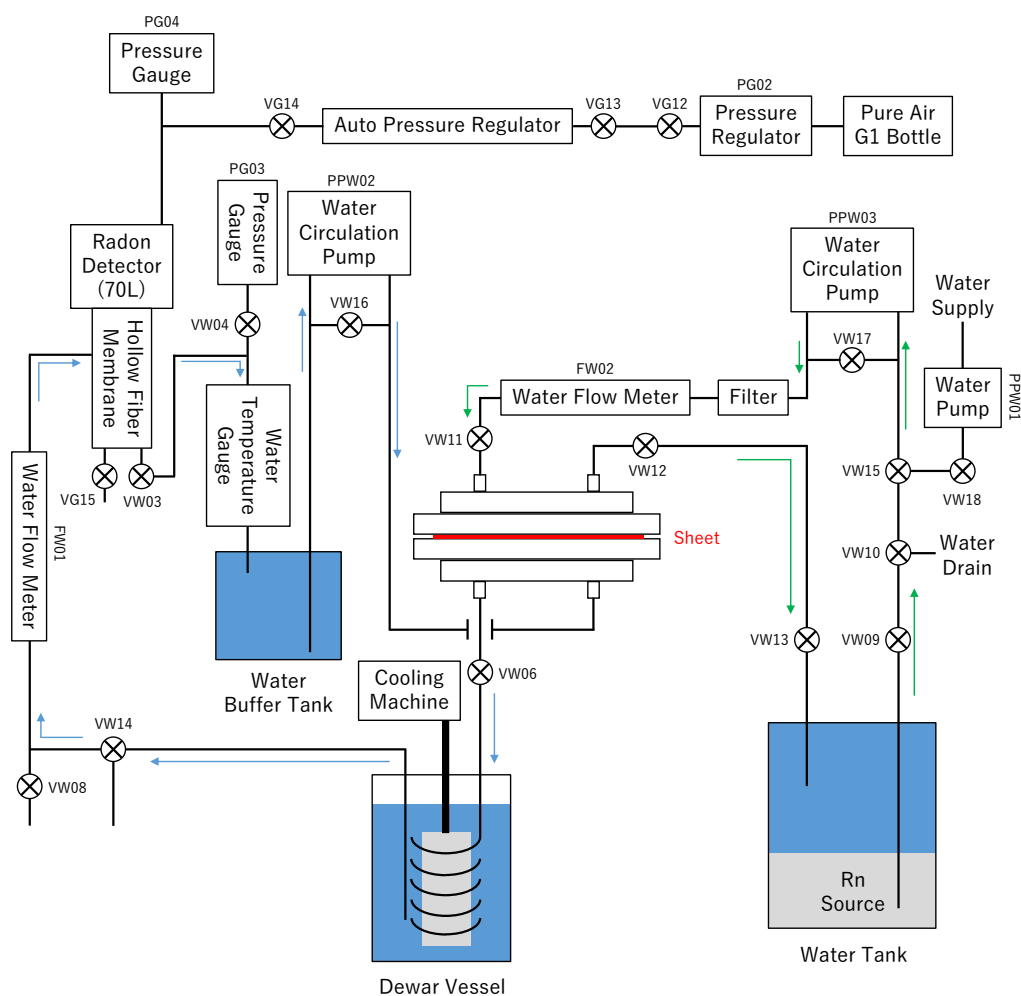 PG04
Pressure
Gauge
VG14
Auto Pressure Regulator
VG13
VG12
PG02
Pressure
Regulator
Pure Air
G1 Bottle
PG03
Pressure
Gauge
PPW02
Water
Circulation
Pump
PPW03
Water
Circulation
Pump
Radon
Detector
(70L)
Water
Supply
VW04
VW16
VW17
Hollow Fiber
Membrane
FW02
Water Flow Meter
Filter
Water
Pump
PPW01
Water
Temperature
Gauge
VW11
VW12
VW15
VW18
VG15
VW03
FW01
Water Flow Meter
Sheet
VW10
Water
Drain
VW13
VW09
VW06
Water
Buffer Tank
Cooling
Machine
VW14
VW08
Rn
Source
Water Tank
Dewar Vessel